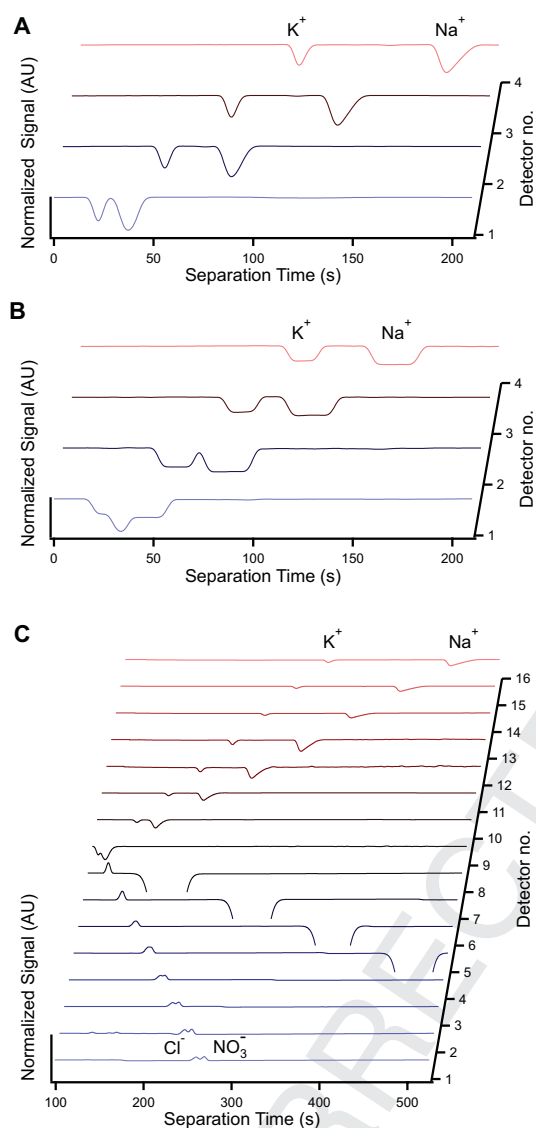 A
K+ Na+
Normalized Signal (AU)
4
3
2
1
Detector no.
0 50 100 150 200
Separation Time (s)
B
K+ Na+
Normalized Signal (AU)
4
3
2
1
Detector no.
0 50 100 150 200
Separation Time (s)
C
K+ Na+
16
15
14
13
12
11
10
9
8
7
6
5
4
3
2
1
Detector no.
Normalized Signal (AU)
Cl- NO3-
100 200 300 400 500
Separation Time (s)
RRECT